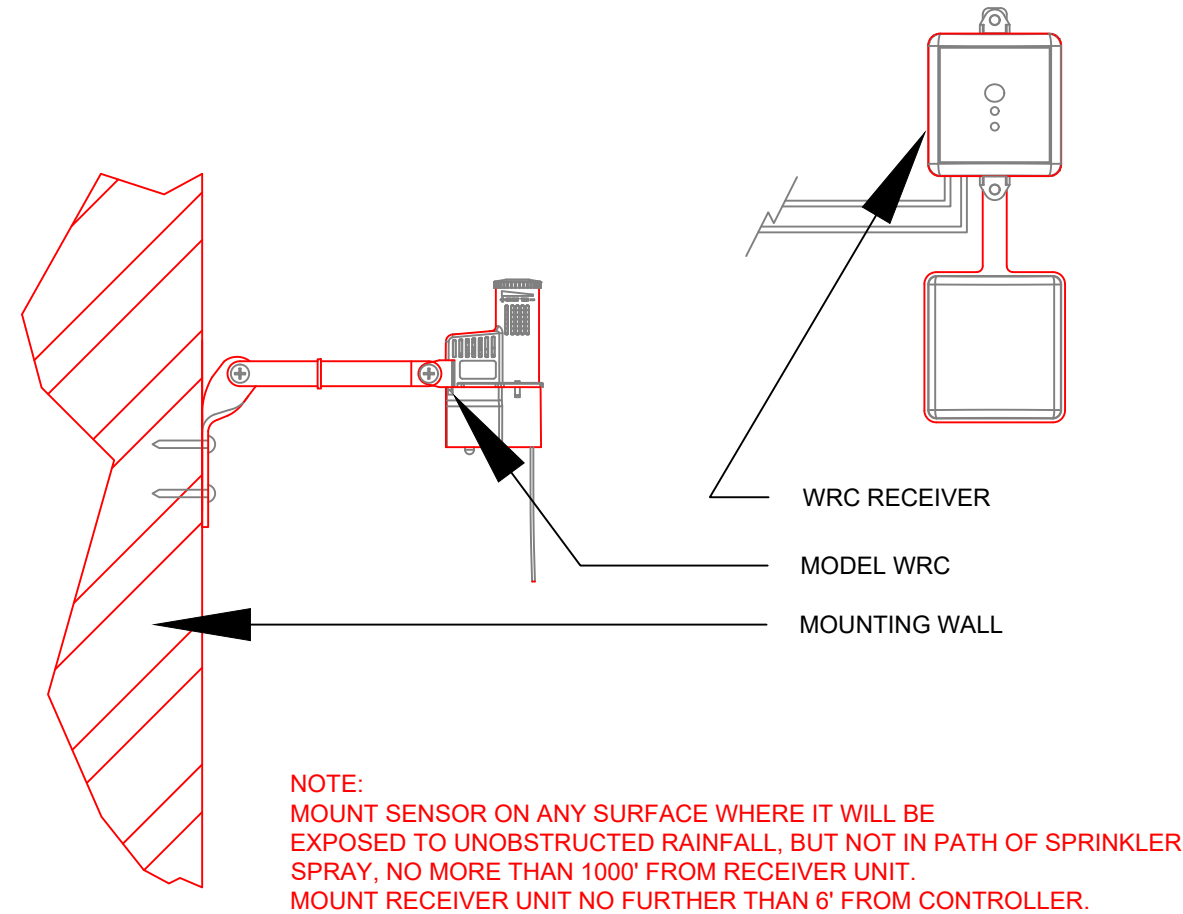 WRC RECEIVER
MODEL WRC
MOUNTING WALL
NOTE:
MOUNT SENSOR ON ANY SURFACE WHERE IT WILL BE
EXPOSED TO UNOBSTRUCTED RAINFALL, BUT NOT IN PATH OF SPRINKLER
SPRAY, NO MORE THAN 1000' FROM RECEIVER UNIT.
MOUNT RECEIVER UNIT NO FURTHER THAN 6' FROM CONTROLLER.